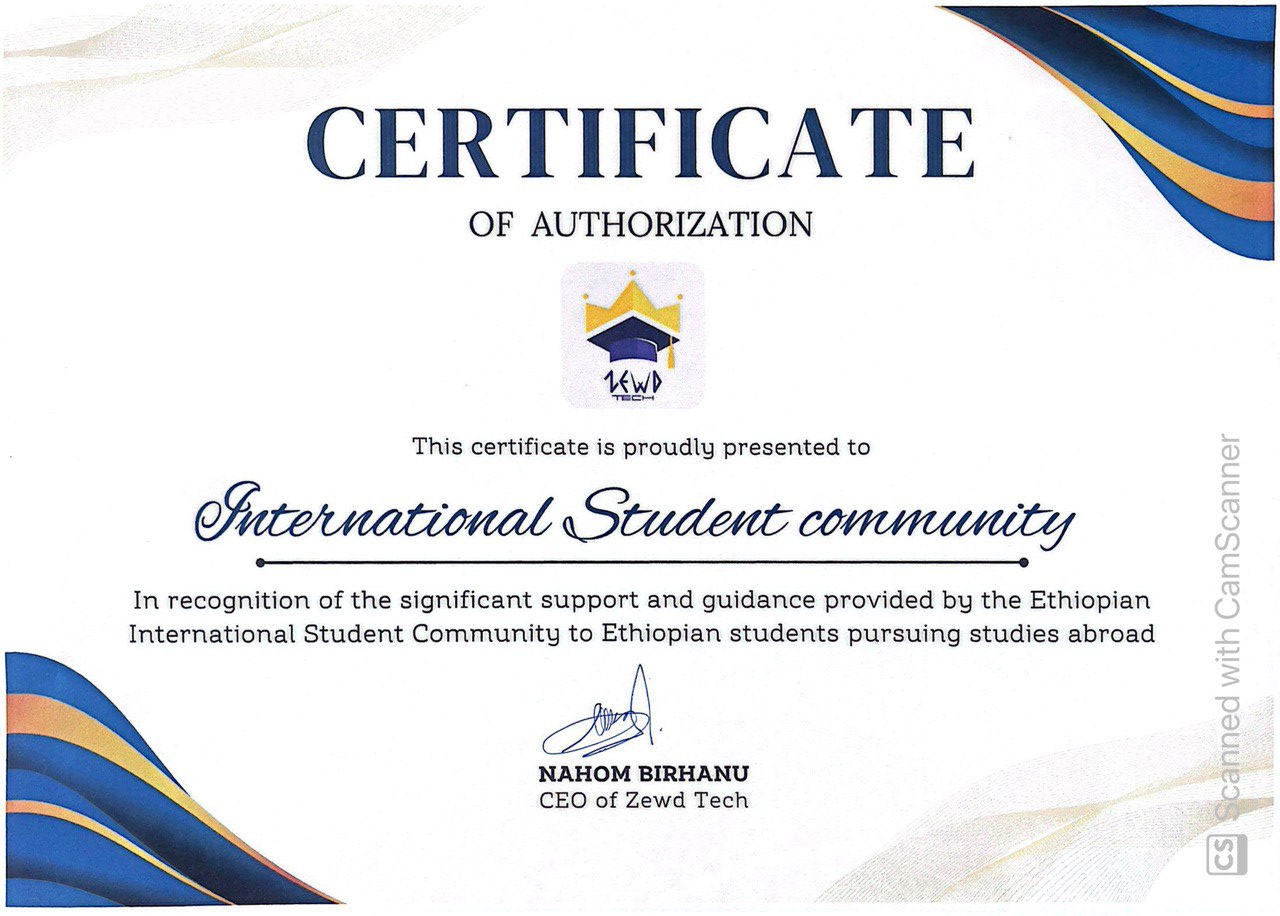 CERTIFICATE
OF AUTHORIZATION
ZEWD
TECH
This certificate is proudly presented to
International Student community
In recognition of the significant support and guidance provided by the Ethiopian
International Student Community to Ethiopian students pursuing studies abroad
NAHOM BIRHANU
CEO of Zewd Tech
CS Scanned with CamScanner